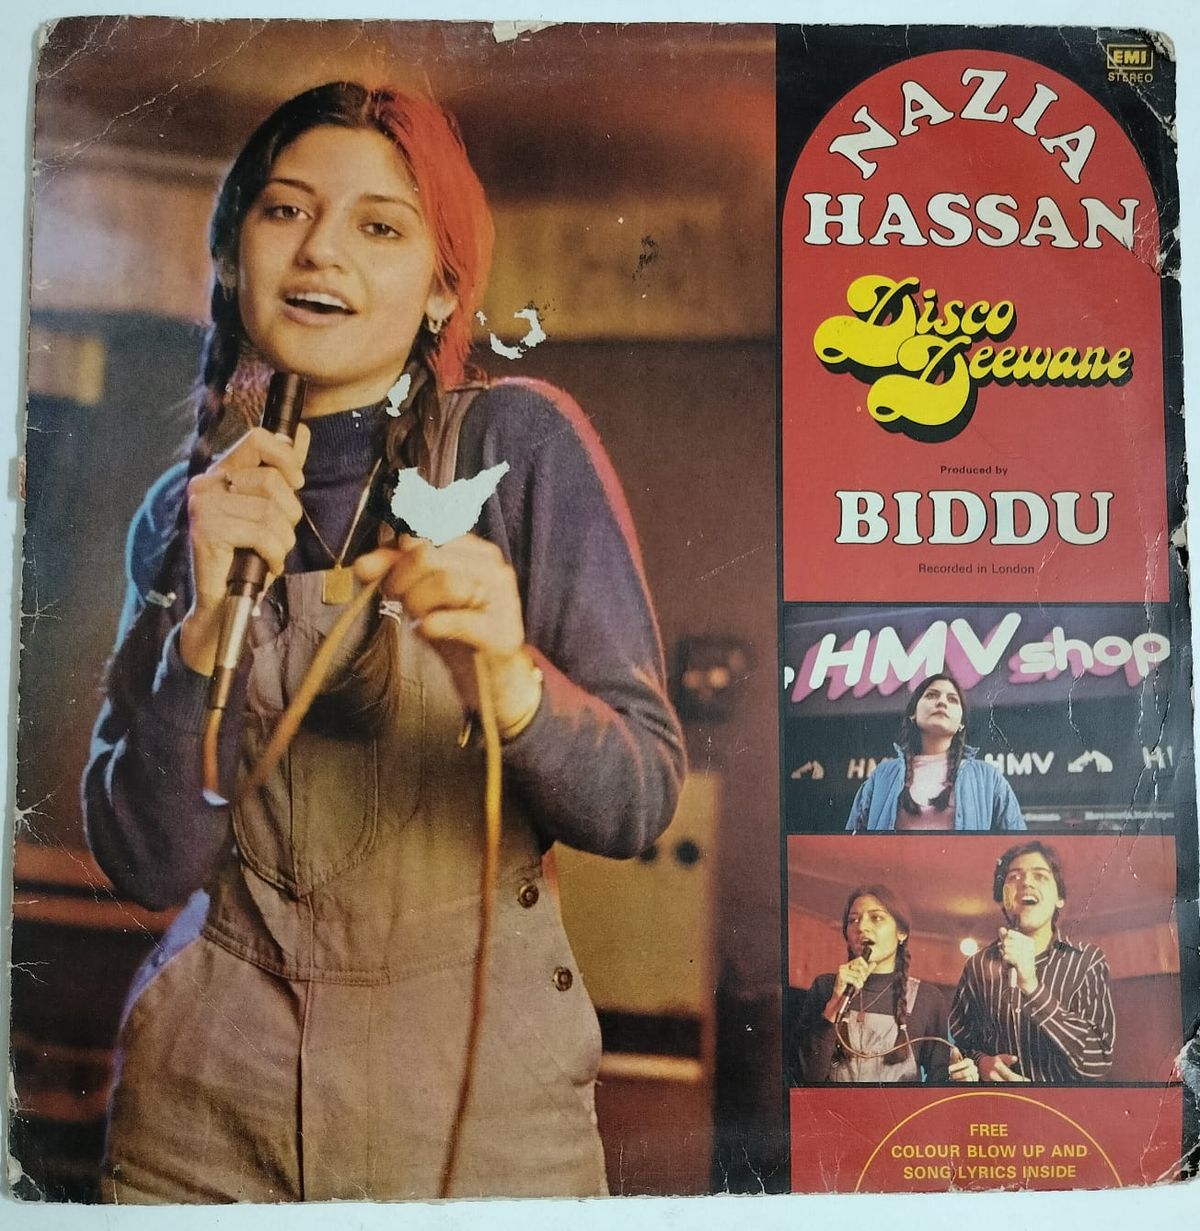 EMI
STEREO
NAZIA
HASSAN
Disco
Deewane
Produced by
BIDDU
Recorded in London
HMV shop
HMV
FREE
COLOUR BLOW UP AND
SONG LYRICS INSIDE